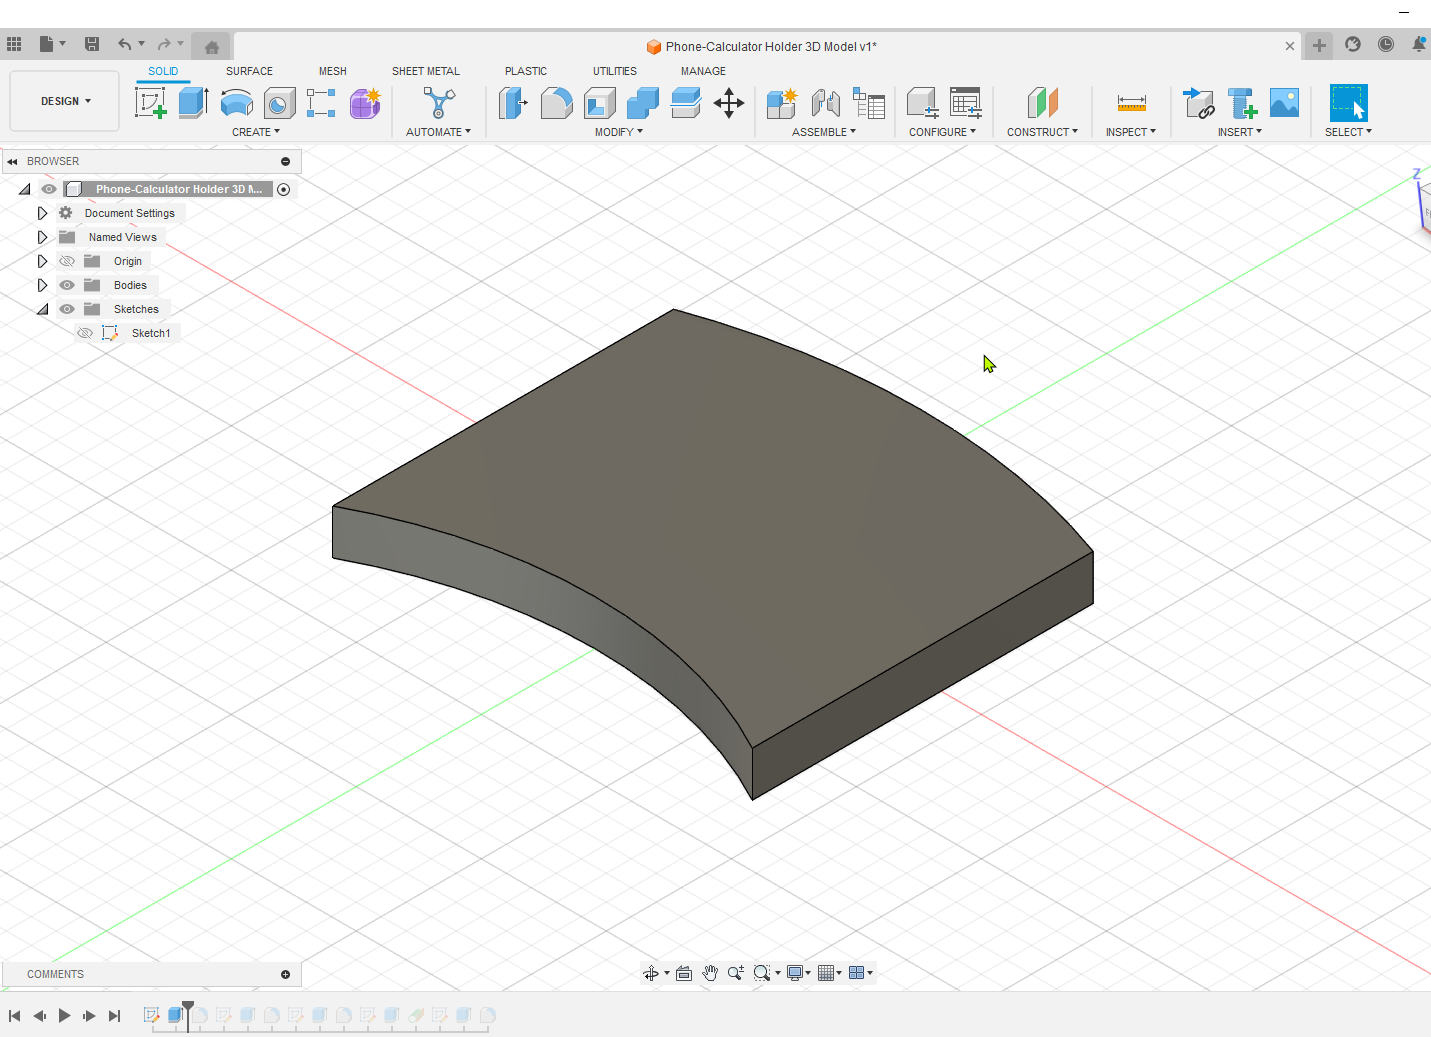 Phone-Calculator Holder 3D Model v1*
SOLID SURFACE MESH SHEET METAL PLASTIC UTILITIES MANAGE
DESIGN
CREATE AUTOMATE MODIFY ASSEMBLE CONFIGURE CONSTRUCT INSPECT INSERT SELECT
BROWSER
Phone-Calculator Holder 3D M...
Document Settings
Named Views
Origin
Bodies
Sketches
Sketch1
Z
COMMENTS